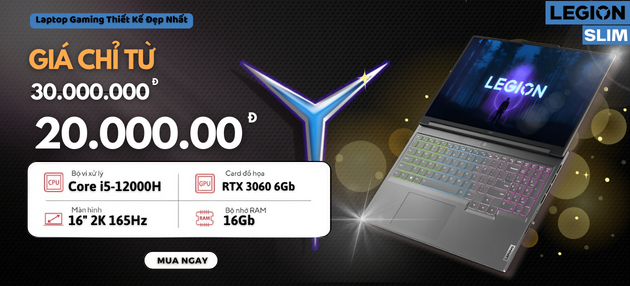 Laptop Gaming Thiết Kế Đẹp Nhất
LEGION
SLIM
GIÁ CHỈ TỪ
30.000.000 Đ
20.000.00 Đ
LEGION
CPU
Bộ vi xử lý
Core i5-12000H
GPU
Card đồ họa
RTX 3060 6Gb
Màn hình
16" 2K 165Hz
RAM
Bộ nhớ RAM
16Gb
MUA NGAY